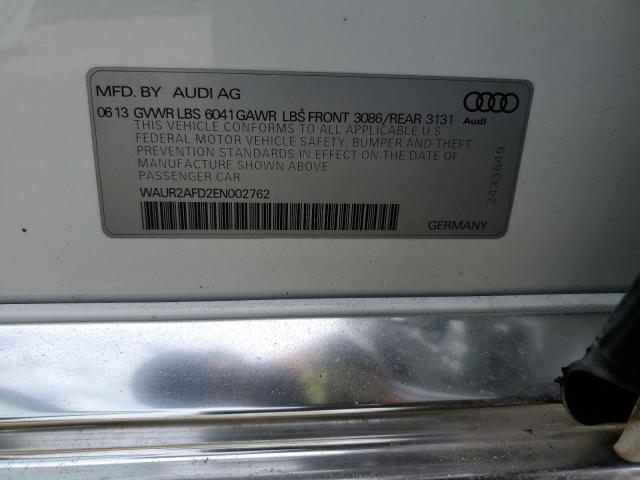 MFD. BY AUDI AG
06 13 GVWR LBS 6041 GAWR LBS FRONT 3086/REAR 3131
THIS VEHICLE CONFORMS TO ALL APPLICABLE U.S
FEDERAL MOTOR VEHICLE SAFETY, BUMPER AND THEFT
PREVENTION STANDARDS IN EFFECT ON-THE-DATE OF
MANUFACTURE SHOWN ABOVE
PASSENGER CAR
WAUR2AFD2EN002762
Audi
2433649
GERMANY